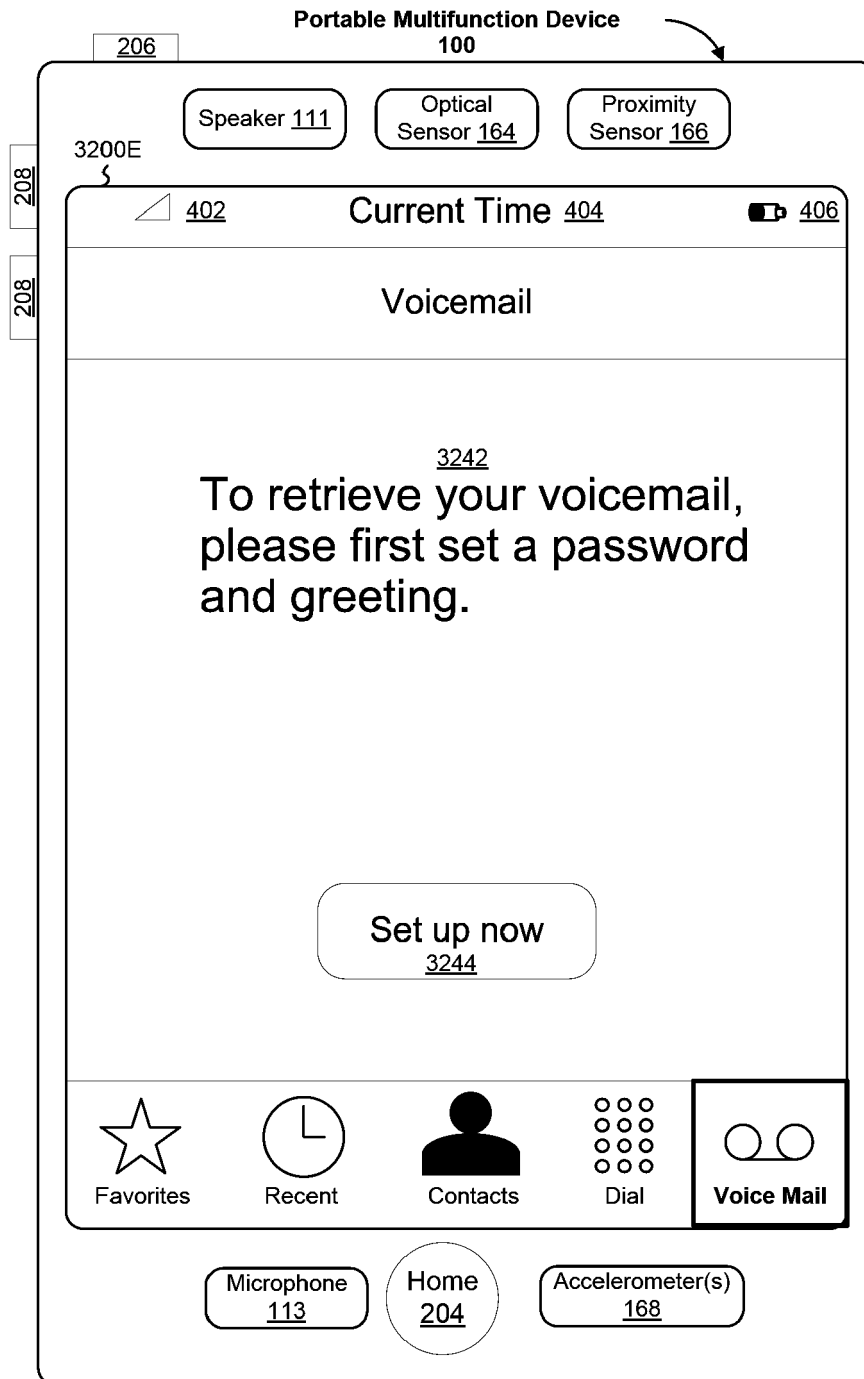 Portable Multifunction Device
100
206
Speaker 111
Optical
Sensor 164
Proximity
Sensor 166
3200E
208
208
402
Current Time 404
406
Voicemail
3242
To retrieve your voicemail,
please first set a password
and greeting.
Set up now
3244
Favorites
Recent
Contacts
Dial
Voice Mail
Microphone
113
Home
204
Accelerometer(s)
168